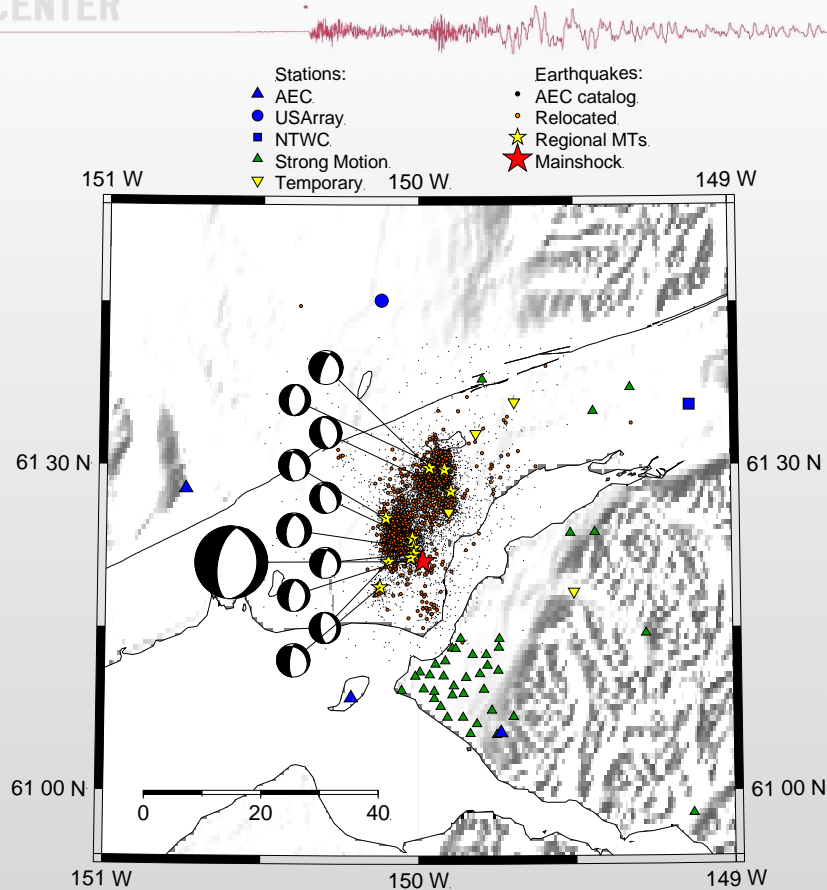 CENTER
Stations:
AEC
USArray
NTWC
Strong Motion
Temporary
Earthquakes:
AEC catalog
Relocated
Regional MTs
Mainshock
151 W
150 W
149 W
61 30 N
61 30 N
61 00 N
61 00 N
0
20
40
151 W
150 W
149 W